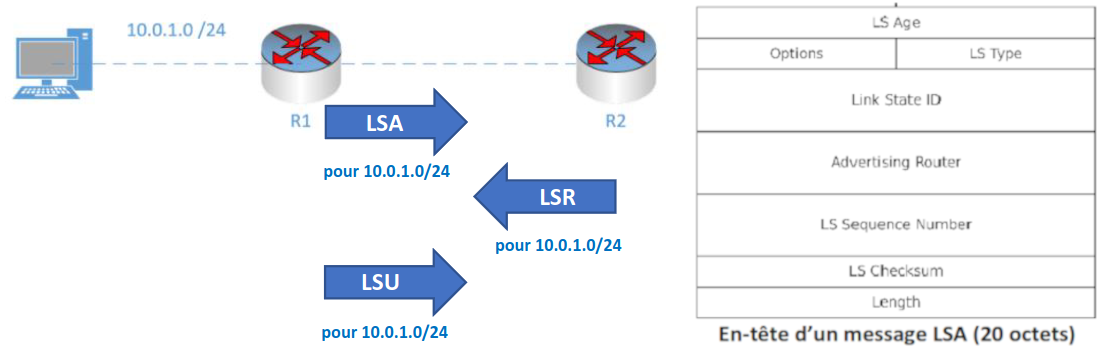 10.0.1.0 /24
R1
R2
LSA
pour 10.0.1.0/24
LSR
pour 10.0.1.0/24
LSU
pour 10.0.1.0/24
LS Age
Options
LS Type
Link State ID
Advertising Router
LS Sequence Number
LS Checksum
Length
En-tête d’un message LSA (20 octets)